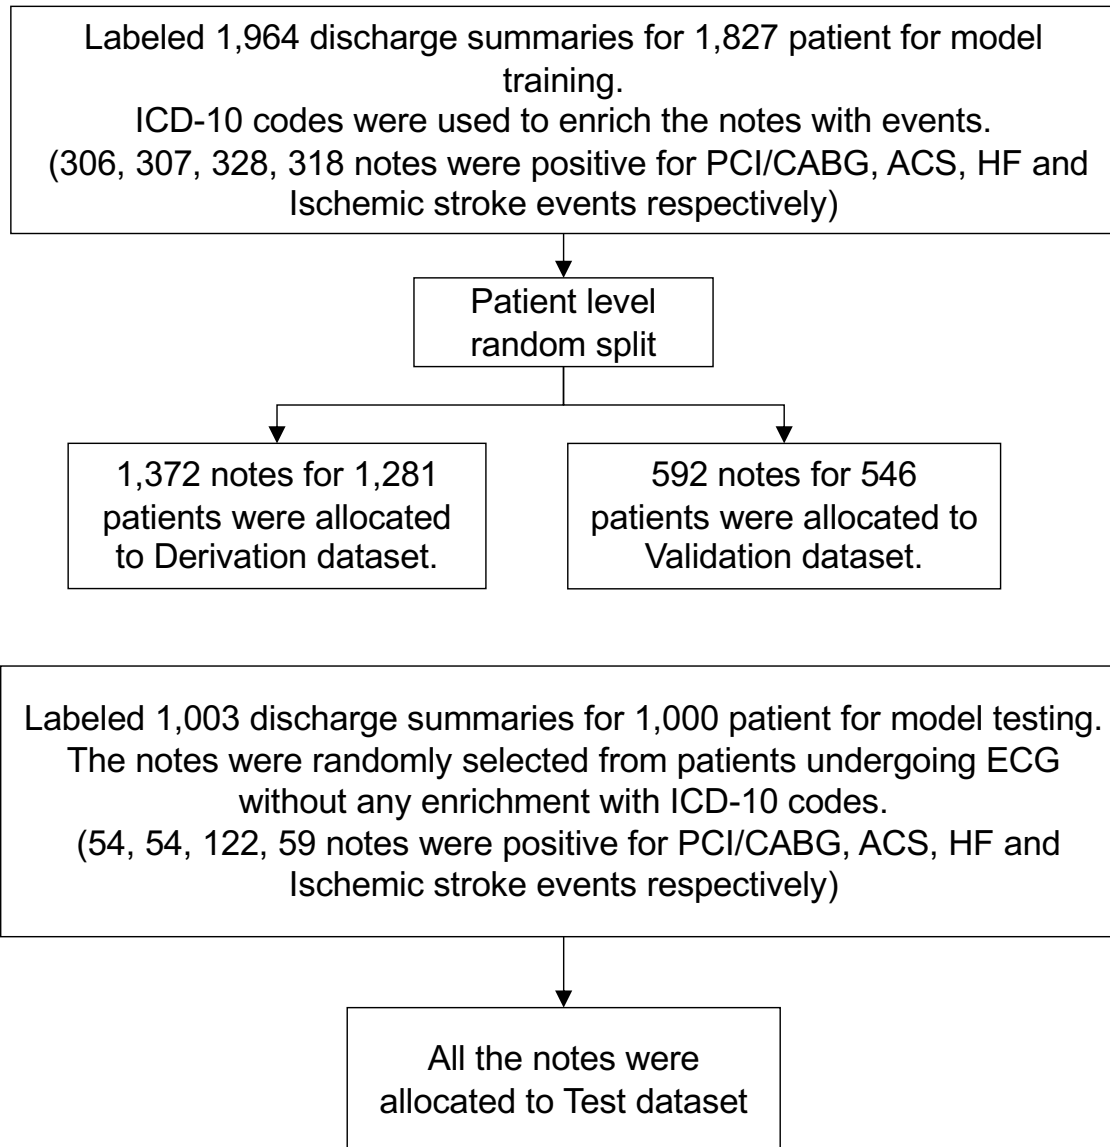 Labeled 1,964 discharge summaries for 1,827 patient for model
training.
ICD-10 codes were used to enrich the notes with events.
(306, 307, 328, 318 notes were positive for PCI/CABG, ACS, HF and
Ischemic stroke events respectively)
Patient level
random split
1,372 notes for 1,281
patients were allocated
to Derivation dataset.
592 notes for 546
patients were allocated to
Validation dataset.
Labeled 1,003 discharge summaries for 1,000 patient for model testing.
The notes were randomly selected from patients undergoing ECG
without any enrichment with ICD-10 codes.
(54, 54, 122, 59 notes were positive for PCI/CABG, ACS, HF and
Ischemic stroke events respectively)
All the notes were
allocated to Test dataset